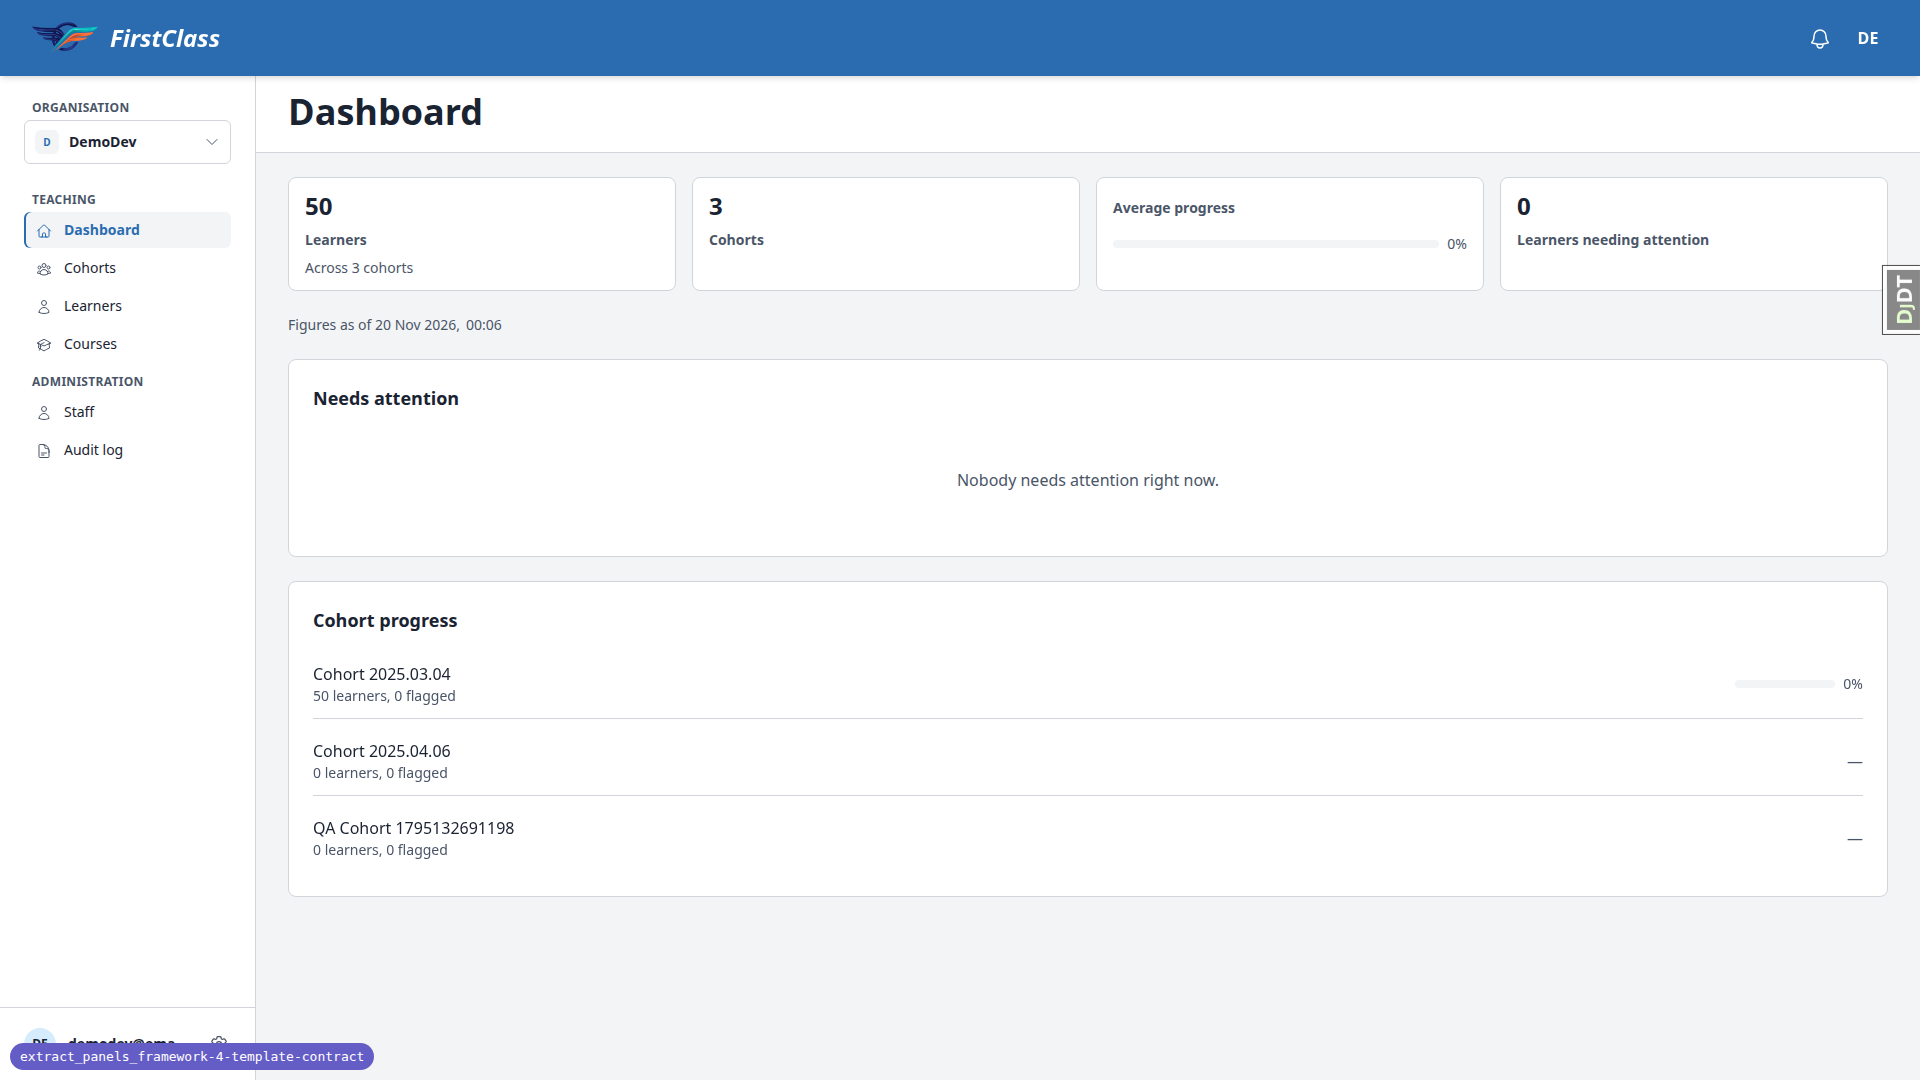 FirstClass
DE
ORGANISATION
D DemoDev
TEACHING
Dashboard
Cohorts
Learners
Courses
ADMINISTRATION
Staff
Audit log
Dashboard
50
Learners
Across 3 cohorts
3
Cohorts
Average progress
0%
0
Learners needing attention
DjDT
Figures as of 20 Nov 2026, 00:06
Needs attention
Nobody needs attention right now.
Cohort progress
Cohort 2025.03.04
50 learners, 0 flagged
0%
Cohort 2025.04.06
0 learners, 0 flagged
—
QA Cohort 1795132691198
0 learners, 0 flagged
—
DE demodev@ema...
extract_panels_framework-4-template-contract